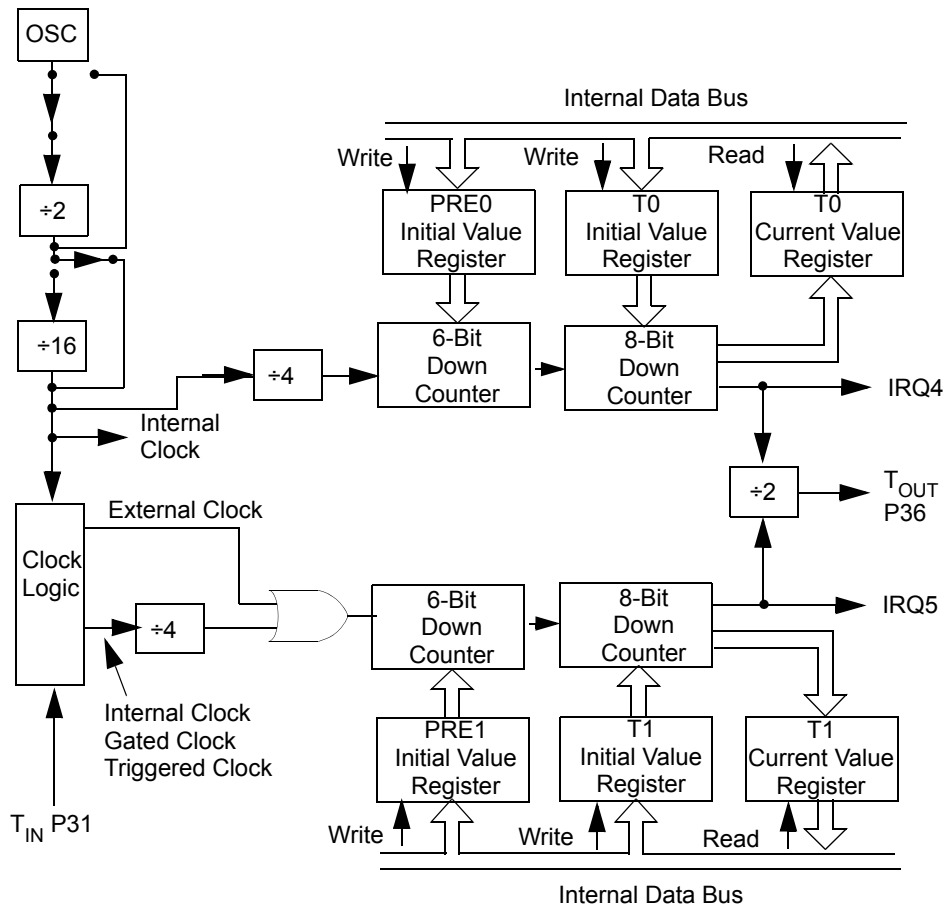 OSC
Internal Data Bus
Write
Write
Read
÷2
PRE0
Initial Value
Register
T0
Initial Value
Register
T0
Current Value
Register
÷16
÷4
6-Bit
Down
Counter
8-Bit
Down
Counter
IRQ4
Internal
Clock
÷2
TOUT
P36
External Clock
Clock
Logic
÷4
6-Bit
Down
Counter
8-Bit
Down
Counter
IRQ5
Internal Clock
Gated Clock
Triggered Clock
PRE1
Initial Value
Register
T1
Initial Value
Register
T1
Current Value
Register
TIN P31
Write
Write
Read
Internal Data Bus